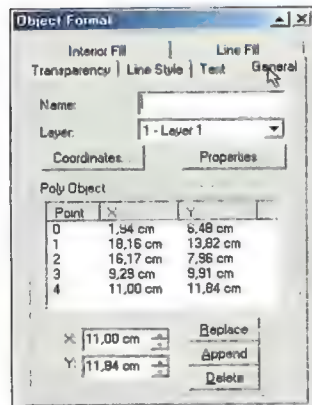 Object Format
Interior Fill Line Fill
Transparency Line Style Text General
Name:
Layer: 1 - Layer 1
Coordinates... Properties
Poly Object
Point X Y
0 1,94 cm 6,48 cm
1 18,16 cm 13,82 cm
2 16,17 cm 7,96 cm
3 9,29 cm 9,91 cm
4 11,00 cm 11,84 cm
X: 11,00 cm Replace
Y: 11,84 cm Append
Delete